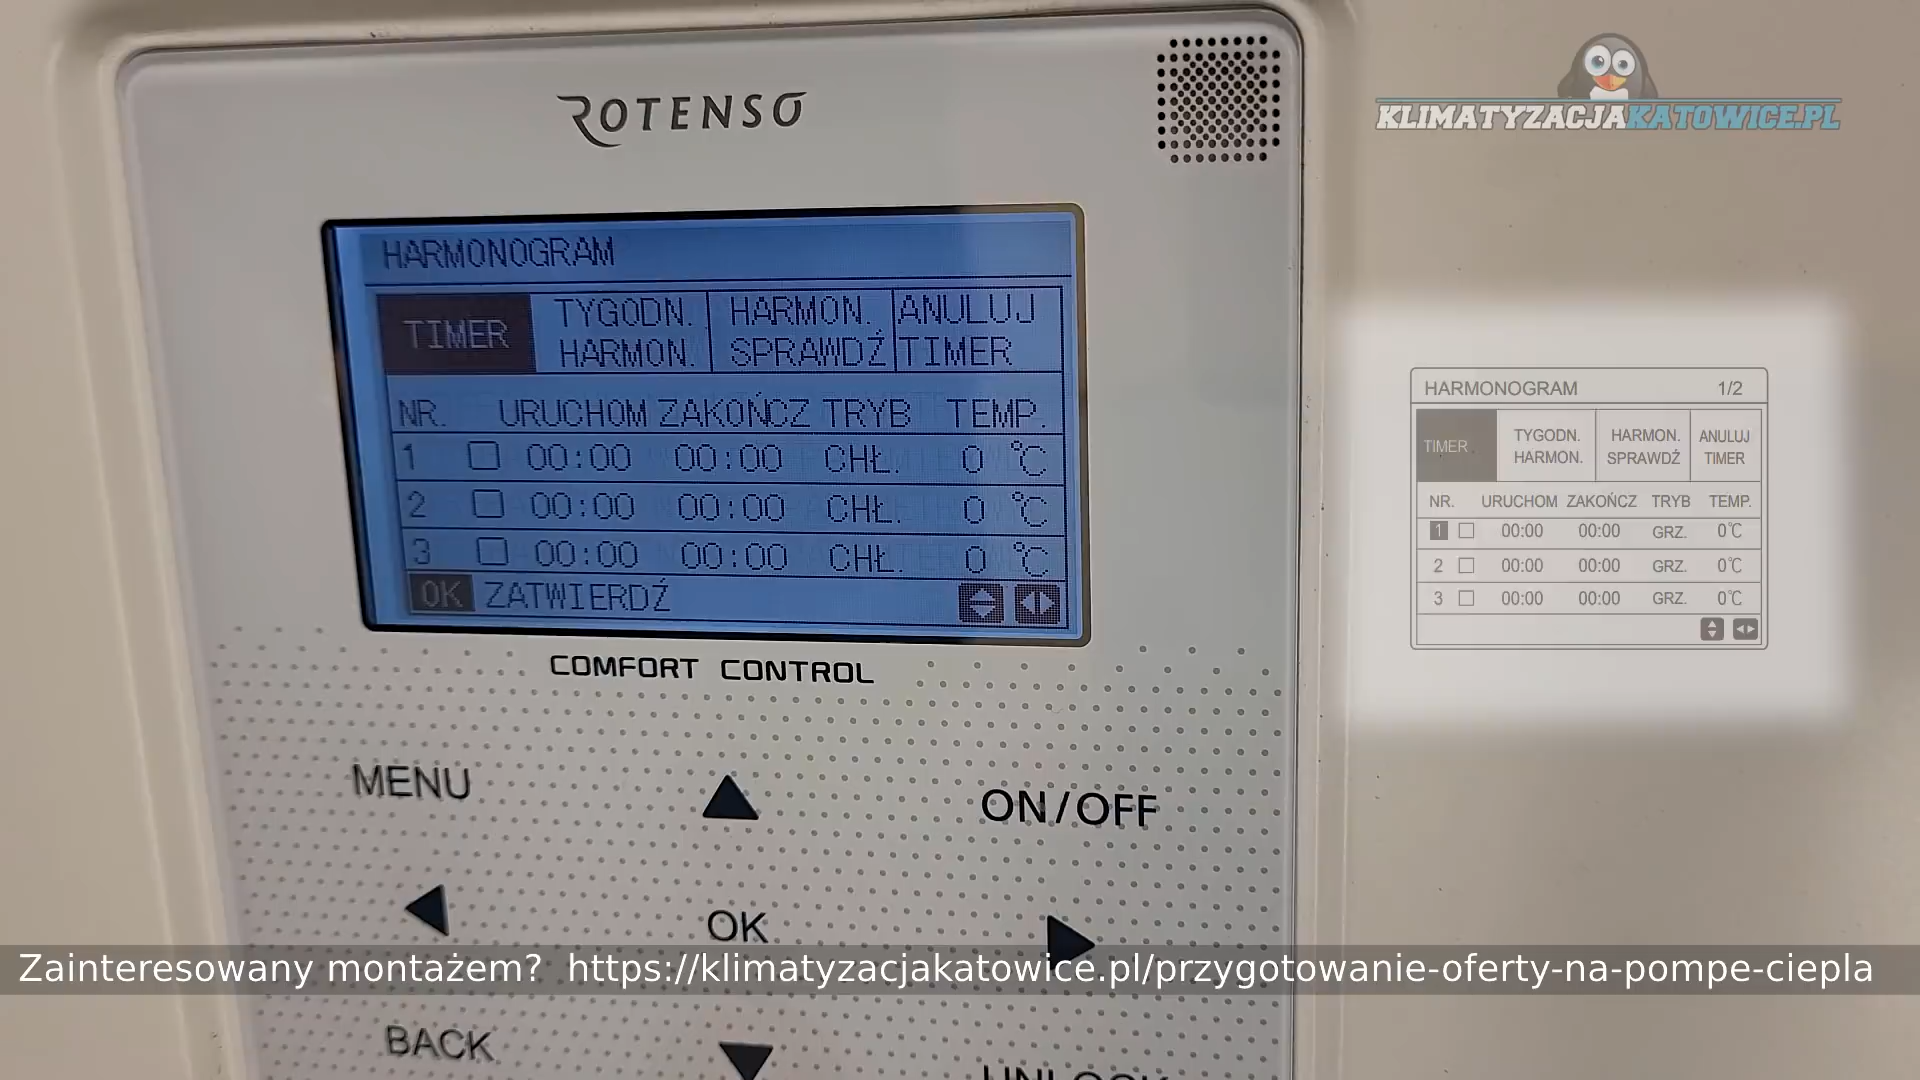 ROTENSO
KLIMATYZACJAKATOWICE.PL
HARMONOGRAM
TIMER
TYGODN. HARMON.
HARMON. SPRAWDŹ
ANULUJ TIMER
NR. URUCHOM ZAKOŃCZ TRYB TEMP.
1 00:00 00:00 CHŁ. 0 ℃
2 00:00 00:00 CHŁ. 0 ℃
3 00:00 00:00 CHŁ. 0 ℃
OK ZATWIERDŹ
COMFORT CONTROL
HARMONOGRAM 1/2
TIMER
TYGODN. HARMON.
HARMON. SPRAWDŹ
ANULUJ TIMER
NR. URUCHOM ZAKOŃCZ TRYB TEMP.
1 00:00 00:00 GRZ. 0℃
2 00:00 00:00 GRZ. 0℃
3 00:00 00:00 GRZ. 0℃
MENU
ON/OFF
OK
Zainteresowany montażem? https://klimatyzacjakatowice.pl/przygotowanie-oferty-na-pompe-ciepla
BACK
UNLOCK